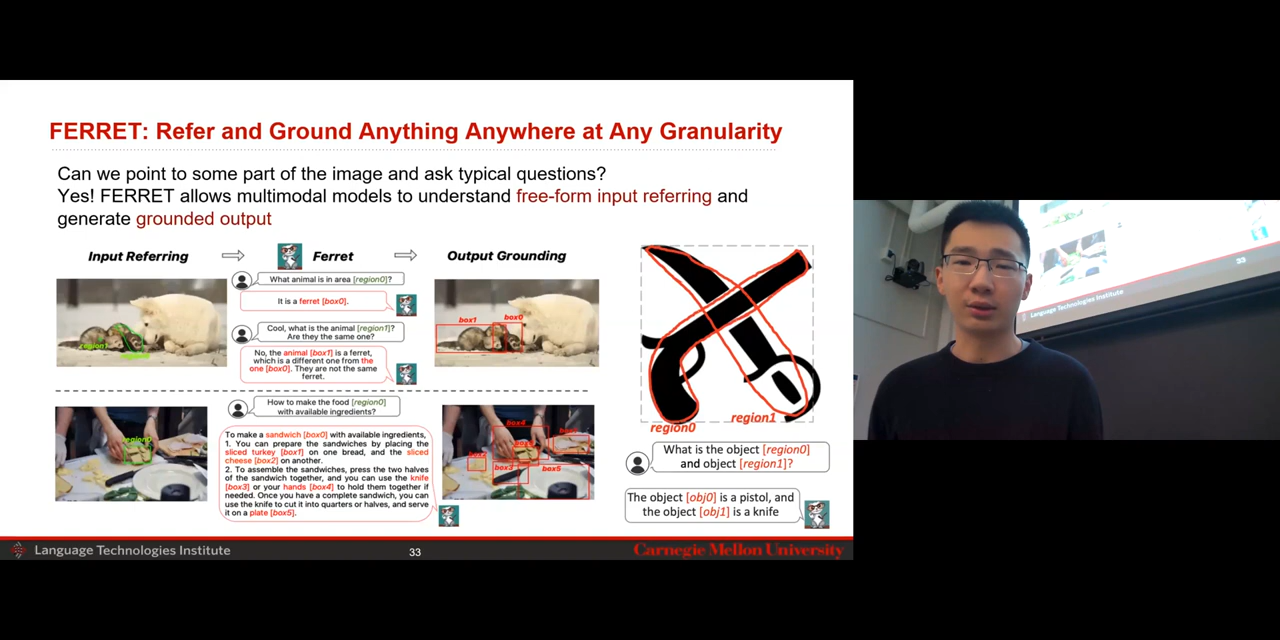 FERRET: Refer and Ground Anything Anywhere at Any Granularity
Can we point to some part of the image and ask typical questions?
Yes! FERRET allows multimodal models to understand free-form input referring and
generate grounded output
Input Referring
Ferret
Output Grounding
region1
What animal is in area [region0]?
It is a ferret [box0].
Cool, what is the animal [region1]?
Are they the same one?
No, the animal [box1] is a ferret,
which is a different one from the
one [box0]. They are not the same
ferret.
box1
box0
region0
How to make the food [region0]
with available ingredients?
To make a sandwich [box0] with available ingredients,
1. You can prepare the sandwiches by placing the
sliced turkey [box1] on one bread, and the sliced
cheese [box2] on another.
2. To assemble the sandwiches, press the two halves
of the sandwich together, and you can use the knife
[box3] or your hands [box4] to hold them together if
needed. Once you have a complete sandwich, you can
use the knife to cut it into quarters or halves, and serve
it on a plate [box5].
box4
box3
box5
region0
region1
What is the object [region0]
and object [region1]?
The object [obj0] is a pistol, and
the object [obj1] is a knife
Language Technologies Institute
33
Carnegie Mellon University
33
Language Technologies Institute